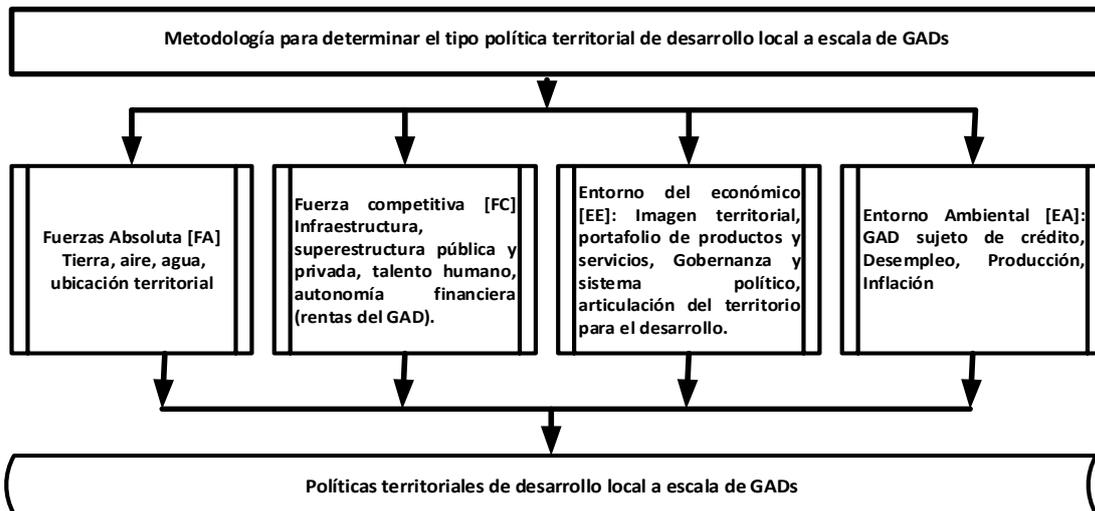 Metodología para determinar el tipo política territorial de desarrollo local a escala de GADs
Fuerzas Absoluta [FA]
Tierra, aire, agua,
ubicación territorial
Fuerza competitiva [FC]
Infraestructura,
superestructura pública y
privada, talento humano,
autonomía financiera
(rentas del GAD).
Entorno del económico
[EE]: Imagen territorial,
portafolio de productos y
servicios, Gobernanza y
sistema político,
articulación del territorio
para el desarrollo.
Entorno Ambiental [EA]:
GAD sujeto de crédito,
Desempleo, Producción,
Inflación
Políticas territoriales de desarrollo local a escala de GADs